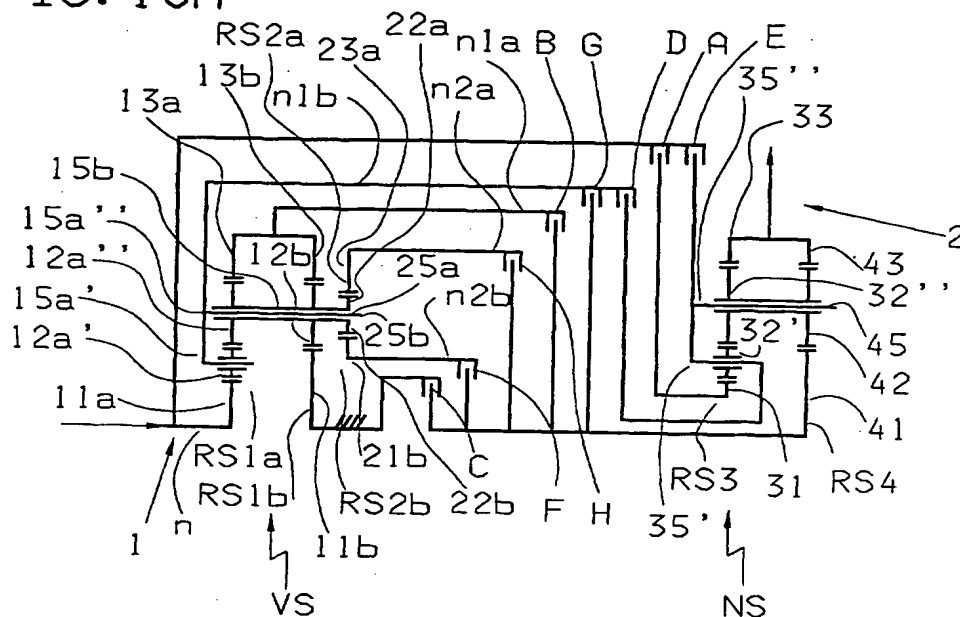 RS2a 23a 22a n1a B G D A E
13b n1b n2a 35''
13a 33
15b
15a'' 2
12a'' 12b 25a 43
15a' n2b 32''
12a' 25b 32' 45
11a 42
41
RS1a 21b C RS3 31 RS4
RS1b RS2b 22b F H
n 35'
1 11b
VS NS